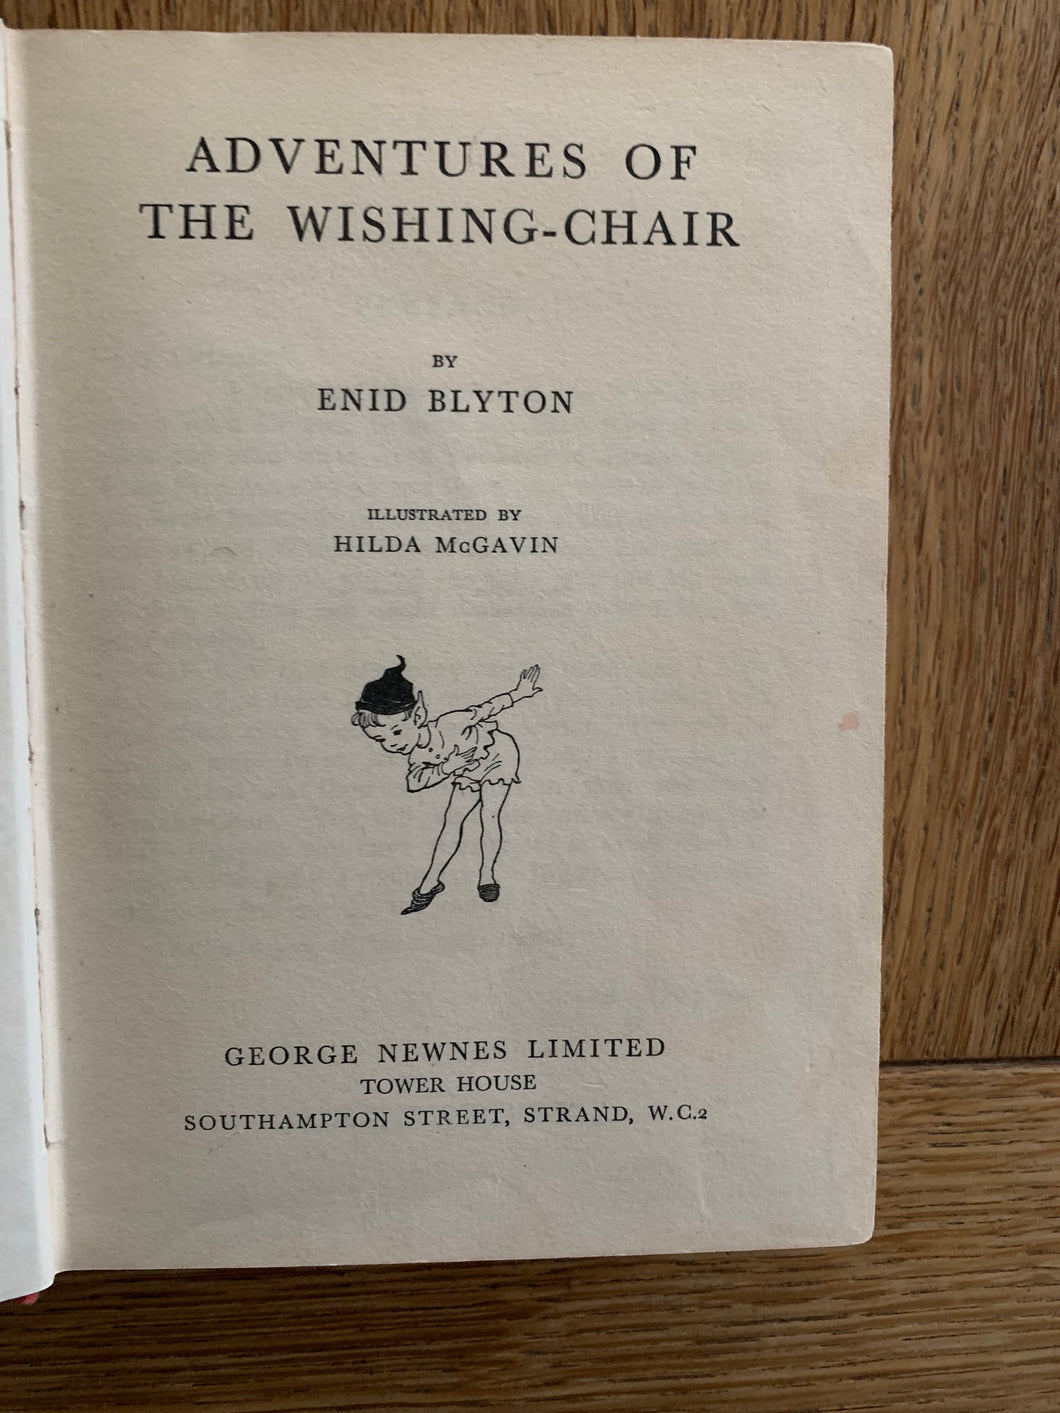 ADVENTURES OF
THE WISHING-CHAIR
BY
ENID BLYTON
ILLUSTRATED BY
HILDA McGAVIN
GEORGE NEWNES LIMITED
TOWER HOUSE
SOUTHAMPTON STREET, STRAND, W.C.2